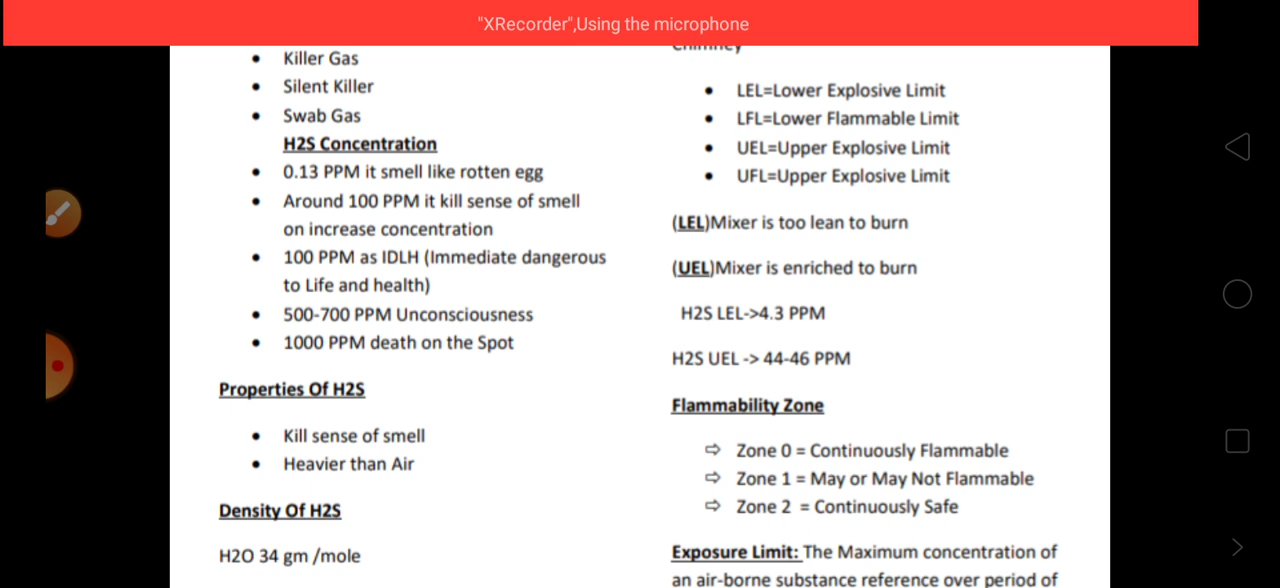 "XRecorder",Using the microphone
Killer Gas
Silent Killer
Swab Gas
H2S Concentration
0.13 PPM it smell like rotten egg
Around 100 PPM it kill sense of smell
on increase concentration
100 PPM as IDLH (Immediate dangerous
to Life and health)
500-700 PPM Unconsciousness
1000 PPM death on the Spot
Properties Of H2S
Kill sense of smell
Heavier than Air
Density Of H2S
H2O 34 gm /mole
Chimney
LEL=Lower Explosive Limit
LFL=Lower Flammable Limit
UEL=Upper Explosive Limit
UFL=Upper Explosive Limit
(LEL)Mixer is too lean to burn
(UEL)Mixer is enriched to burn
H2S LEL->4.3 PPM
H2S UEL -> 44-46 PPM
Flammability Zone
⇨ Zone 0 = Continuously Flammable
⇨ Zone 1 = May or May Not Flammable
⇨ Zone 2 = Continuously Safe
Exposure Limit: The Maximum concentration of
an air-borne substance reference over period of